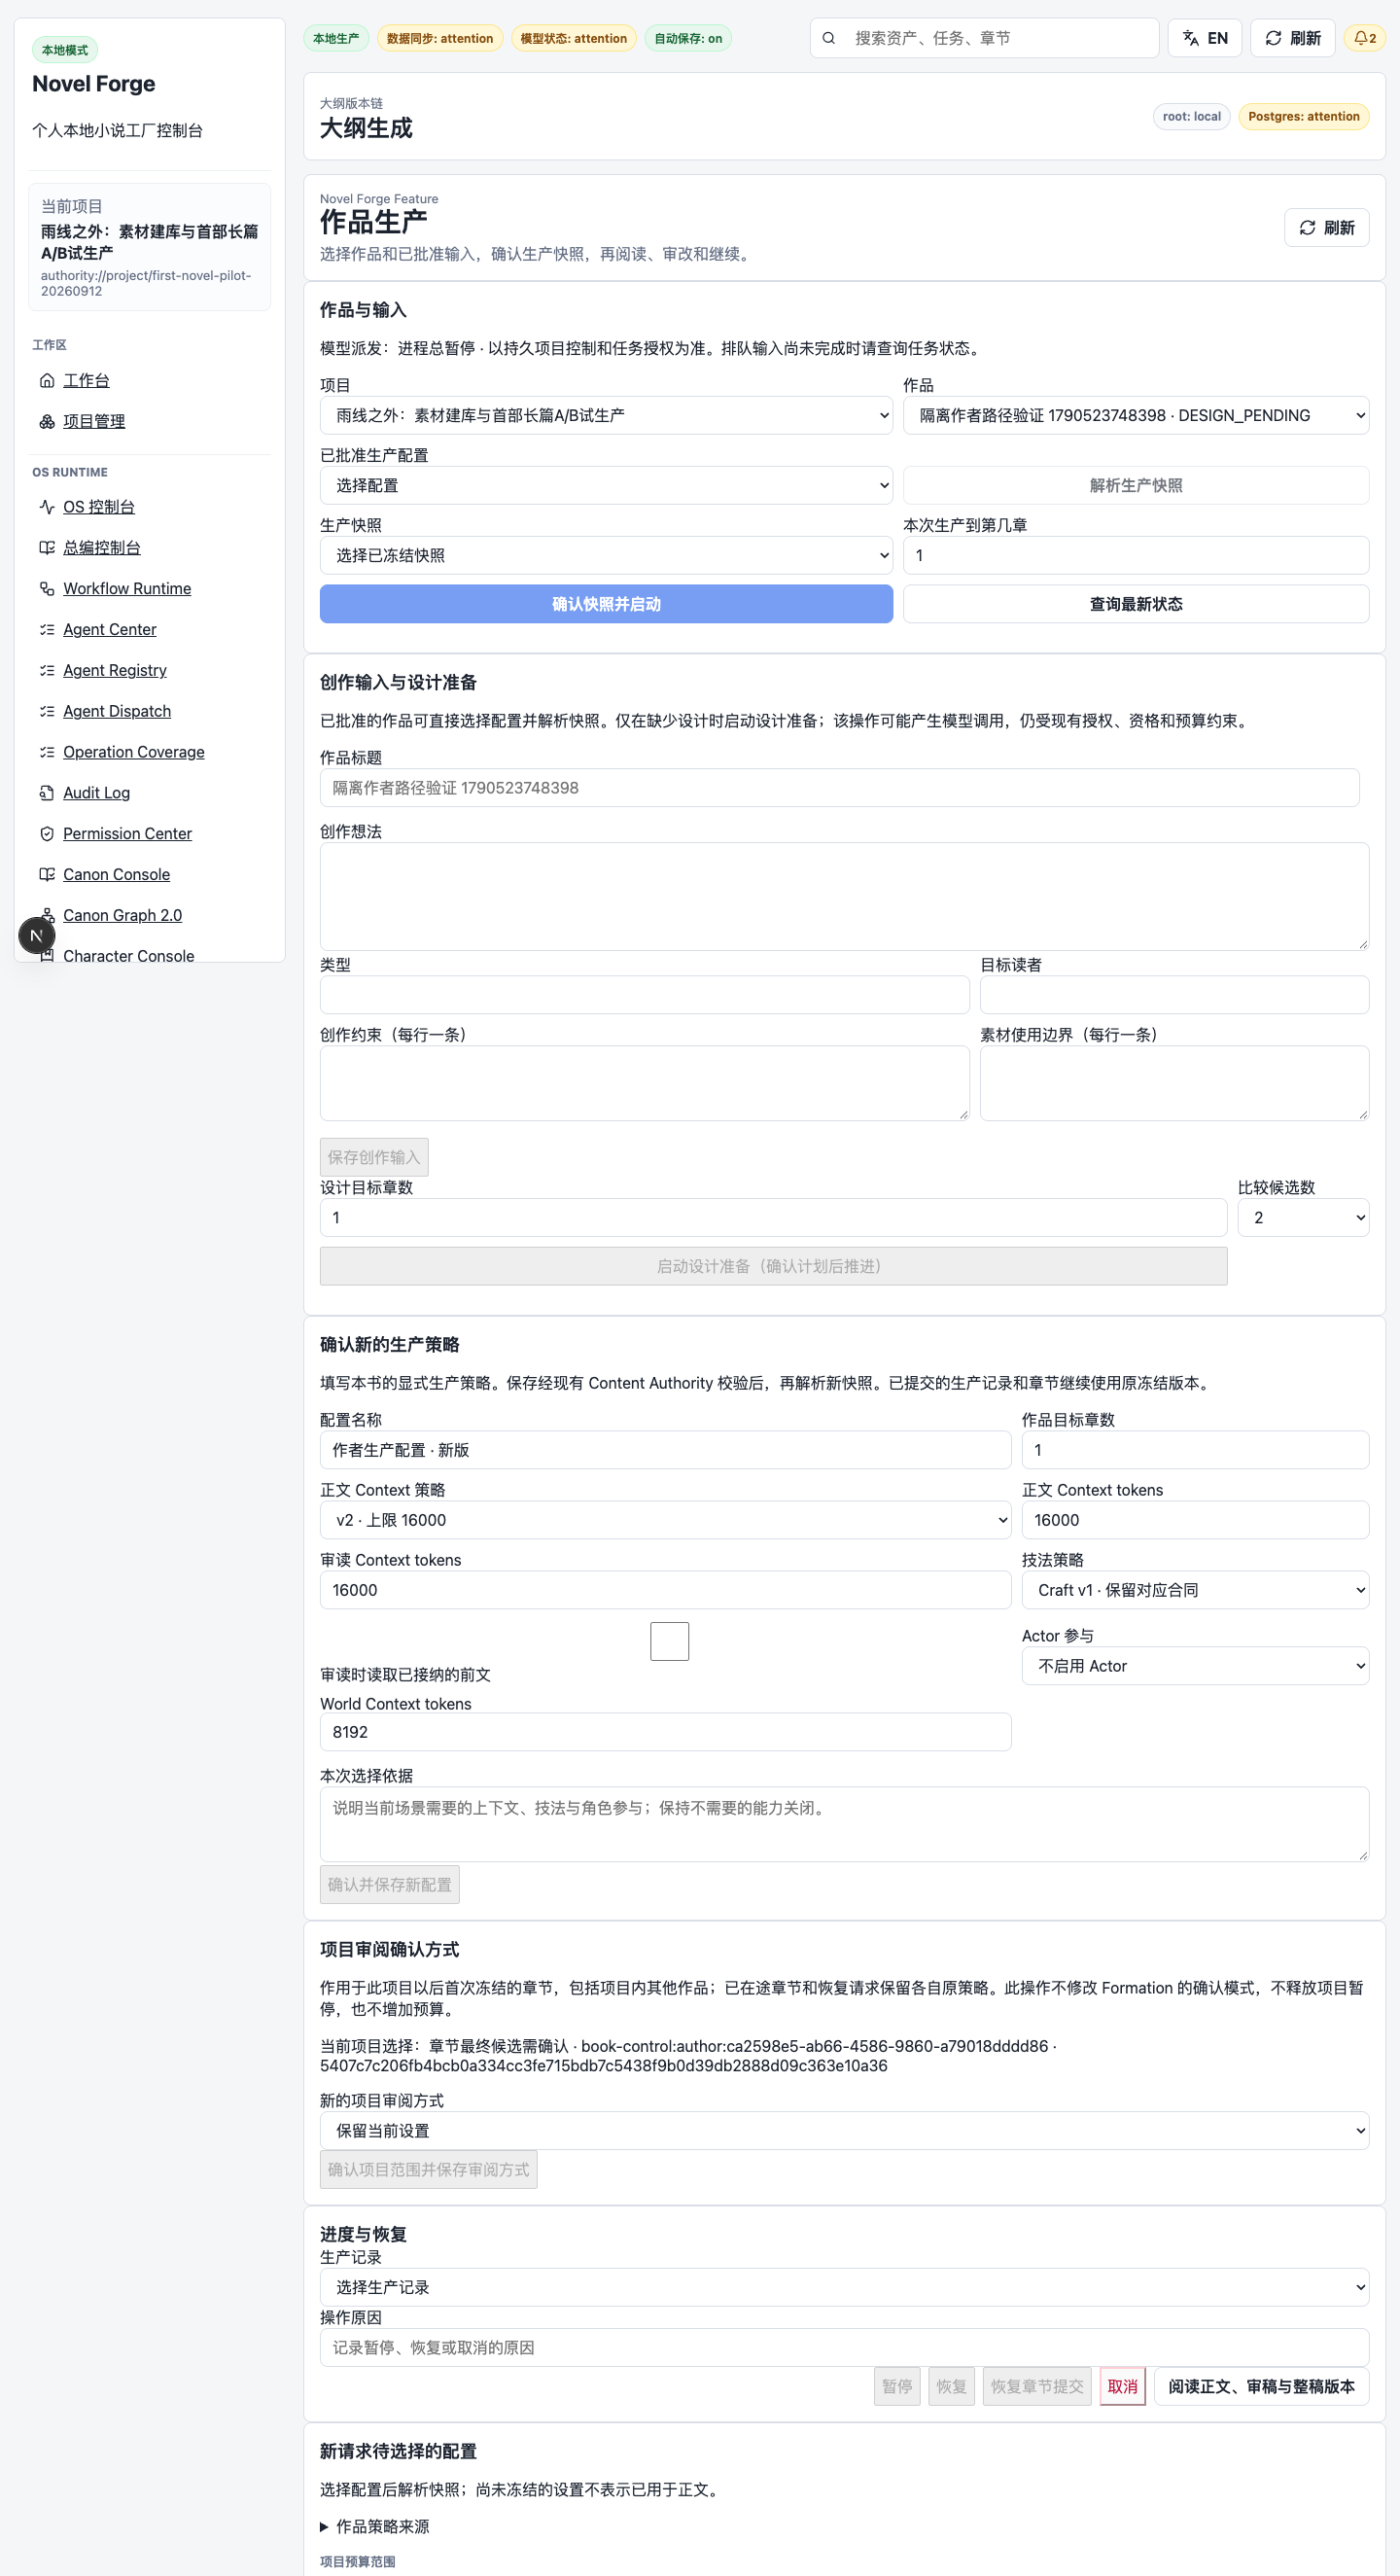 本地模式
Novel Forge
个人本地小说工厂控制台
当前项目
雨线之外：素材建库与首部长篇
A/B试生产
authority://project/first-novel-pilot-
20260912
工作区
工作台
项目管理
OS RUNTIME
OS 控制台
总编控制台
Workflow Runtime
Agent Center
Agent Registry
Agent Dispatch
Operation Coverage
Audit Log
Permission Center
Canon Console
Canon Graph 2.0
Character Console
N
本地生产
数据同步: attention
模型状态: attention
自动保存: on
搜索资产、任务、章节
EN
刷新
2
大纲版本链
大纲生成
root: local
Postgres: attention
Novel Forge Feature
作品生产
选择作品和已批准输入，确认生产快照，再阅读、审改和继续。
刷新
作品与输入
模型派发：进程总暂停 · 以持久项目控制和任务授权为准。排队输入尚未完成时请查询任务状态。
项目
作品
雨线之外：素材建库与首部长篇A/B试生产
隔离作者路径验证 1790523748398 · DESIGN_PENDING
已批准生产配置
选择配置
解析生产快照
生产快照
本次生产到第几章
选择已冻结快照
1
确认快照并启动
查询最新状态
创作输入与设计准备
已批准的作品可直接选择配置并解析快照。仅在缺少设计时启动设计准备；该操作可能产生模型调用，仍受现有授权、资格和预算约束。
作品标题
隔离作者路径验证 1790523748398
创作想法
类型
目标读者
创作约束（每行一条）
素材使用边界（每行一条）
保存创作输入
设计目标章数
比较候选数
1
2
启动设计准备（确认计划后推进）
确认新的生产策略
填写本书的显式生产策略。保存经现有 Content Authority 校验后，再解析新快照。已提交的生产记录和章节继续使用原冻结版本。
配置名称
作品目标章数
作者生产配置 · 新版
1
正文 Context 策略
正文 Context tokens
v2 · 上限 16000
16000
审读 Context tokens
技法策略
16000
Craft v1 · 保留对应合同
审读时读取已接纳的前文
Actor 参与
不启用 Actor
World Context tokens
8192
本次选择依据
说明当前场景需要的上下文、技法与角色参与；保持不需要的能力关闭。
确认并保存新配置
项目审阅确认方式
作用于此项目以后首次冻结的章节，包括项目内其他作品；已在途章节和恢复请求保留各自原策略。此操作不修改 Formation 的确认模式，不释放项目暂
停，也不增加预算。
当前项目选择：章节最终候选需确认 · book-control:author:ca2598e5-ab66-4586-9860-a79018dddd86 ·
5407c7c206fb4bcb0a334cc3fe715bdb7c5438f9b0d39db2888d09c363e10a36
新的项目审阅方式
保留当前设置
确认项目范围并保存审阅方式
进度与恢复
生产记录
选择生产记录
操作原因
记录暂停、恢复或取消的原因
暂停
恢复
恢复章节提交
取消
阅读正文、审稿与整稿版本
新请求待选择的配置
选择配置后解析快照；尚未冻结的设置不表示已用于正文。
作品策略来源
项目预算范围